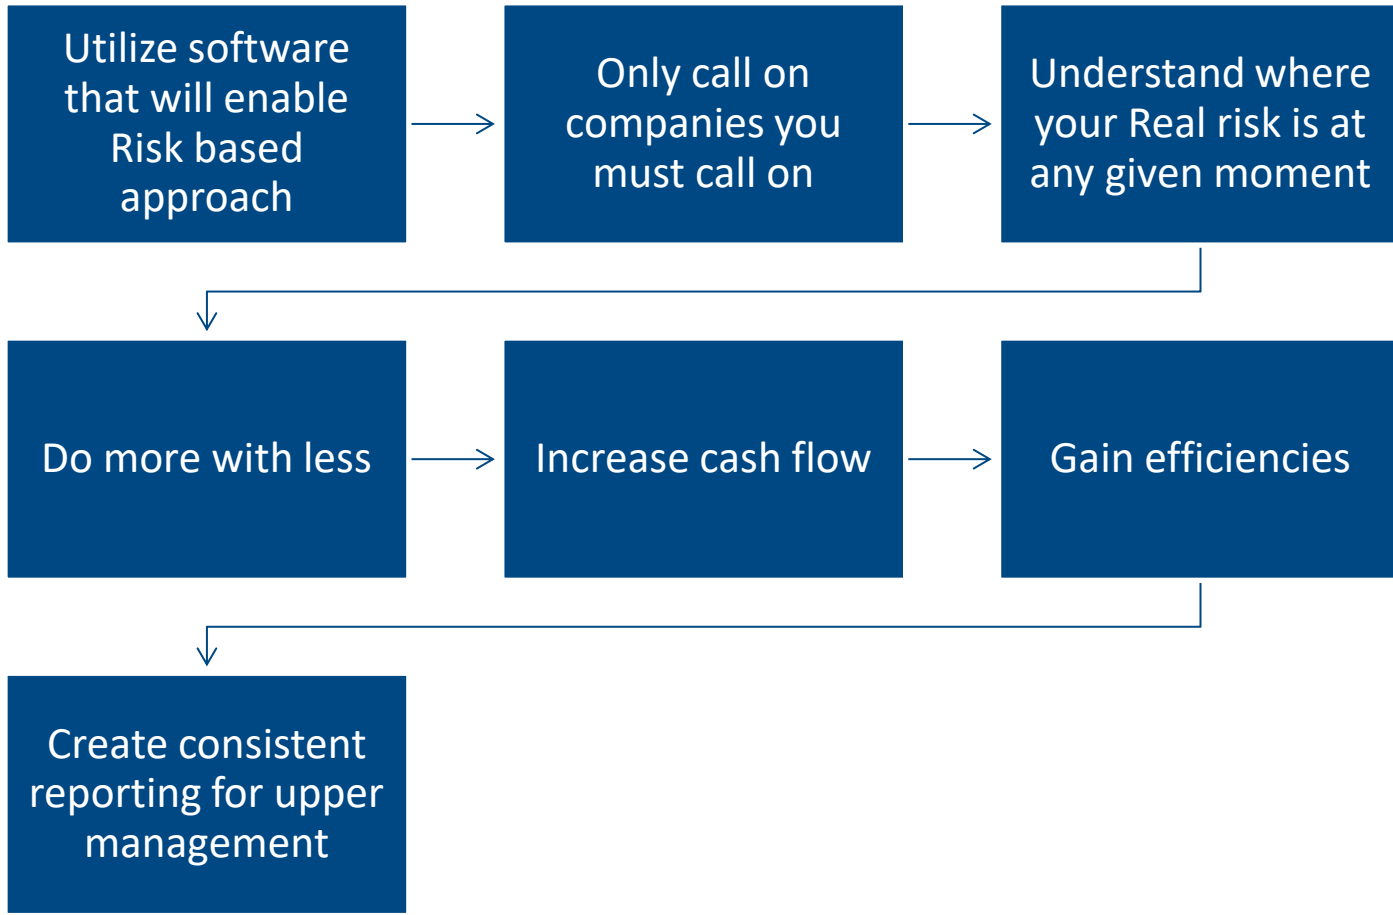 Utilize software
that will enable
Risk based
approach
Only call on
companies you
must call on
Understand where
your Real risk is at
any given moment
Do more with less
Increase cash flow
Gain efficiencies
Create consistent
reporting for upper
management